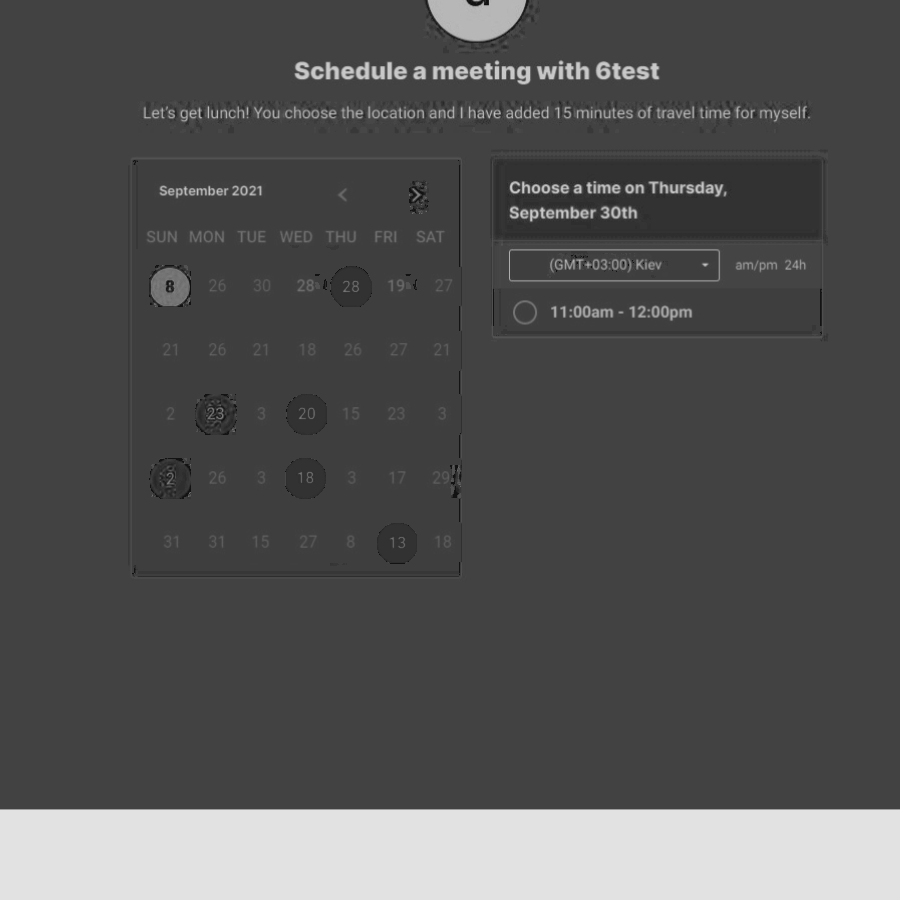 Schedule a meeting with 6test
Let's get lunch! You choose the location and I have added 15 minutes of travel time for myself.
September 2021
SUN MON TUE WED THU FRI SAT
8 26 30 28 28 19 27
21 26 21 18 26 27 21
2 23 3 20 15 23 3
2 26 3 18 3 17 29
31 31 15 27 8 13 18
Choose a time on Thursday,
September 30th
(GMT+03:00) Kiev am/pm 24h
11:00am - 12:00pm